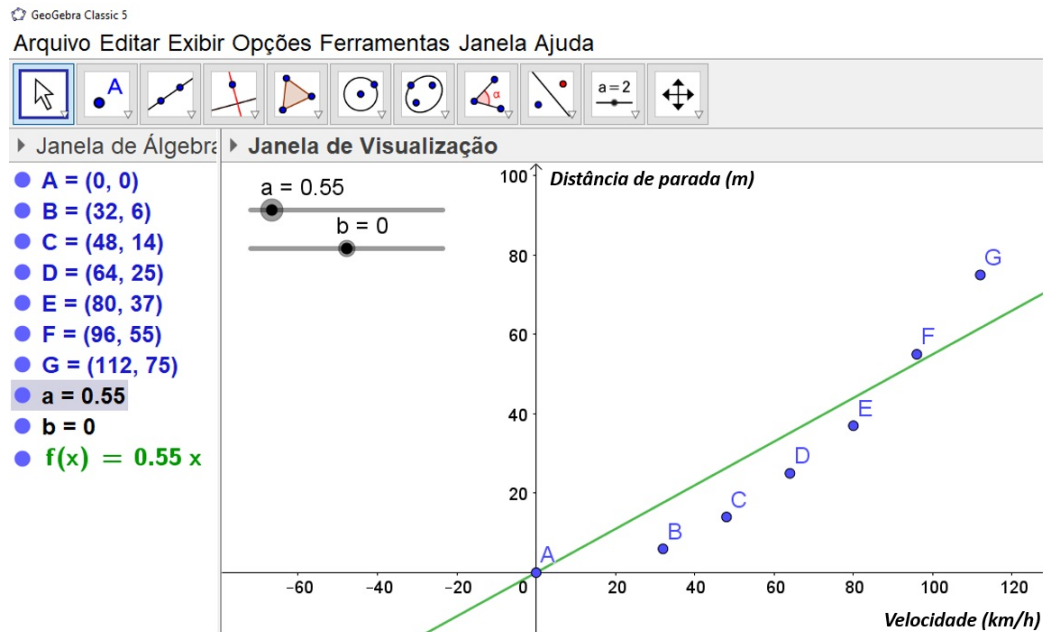 GeoGebra Classic 5
Arquivo Editar Exibir Opções Ferramentas Janela Ajuda
A
α
a = 2
Janela de Álgebra
Janela de Visualização
A = (0, 0)
B = (32, 6)
C = (48, 14)
D = (64, 25)
E = (80, 37)
F = (96, 55)
G = (112, 75)
a = 0.55
b = 0
f(x) = 0.55 x
a = 0.55
b = 0
Distância de parada (m)
100
80
60
40
20
0
-60 -40 -20 20 40 60 80 100 120
A
B
C
D
E
F
G
Velocidade (km/h)